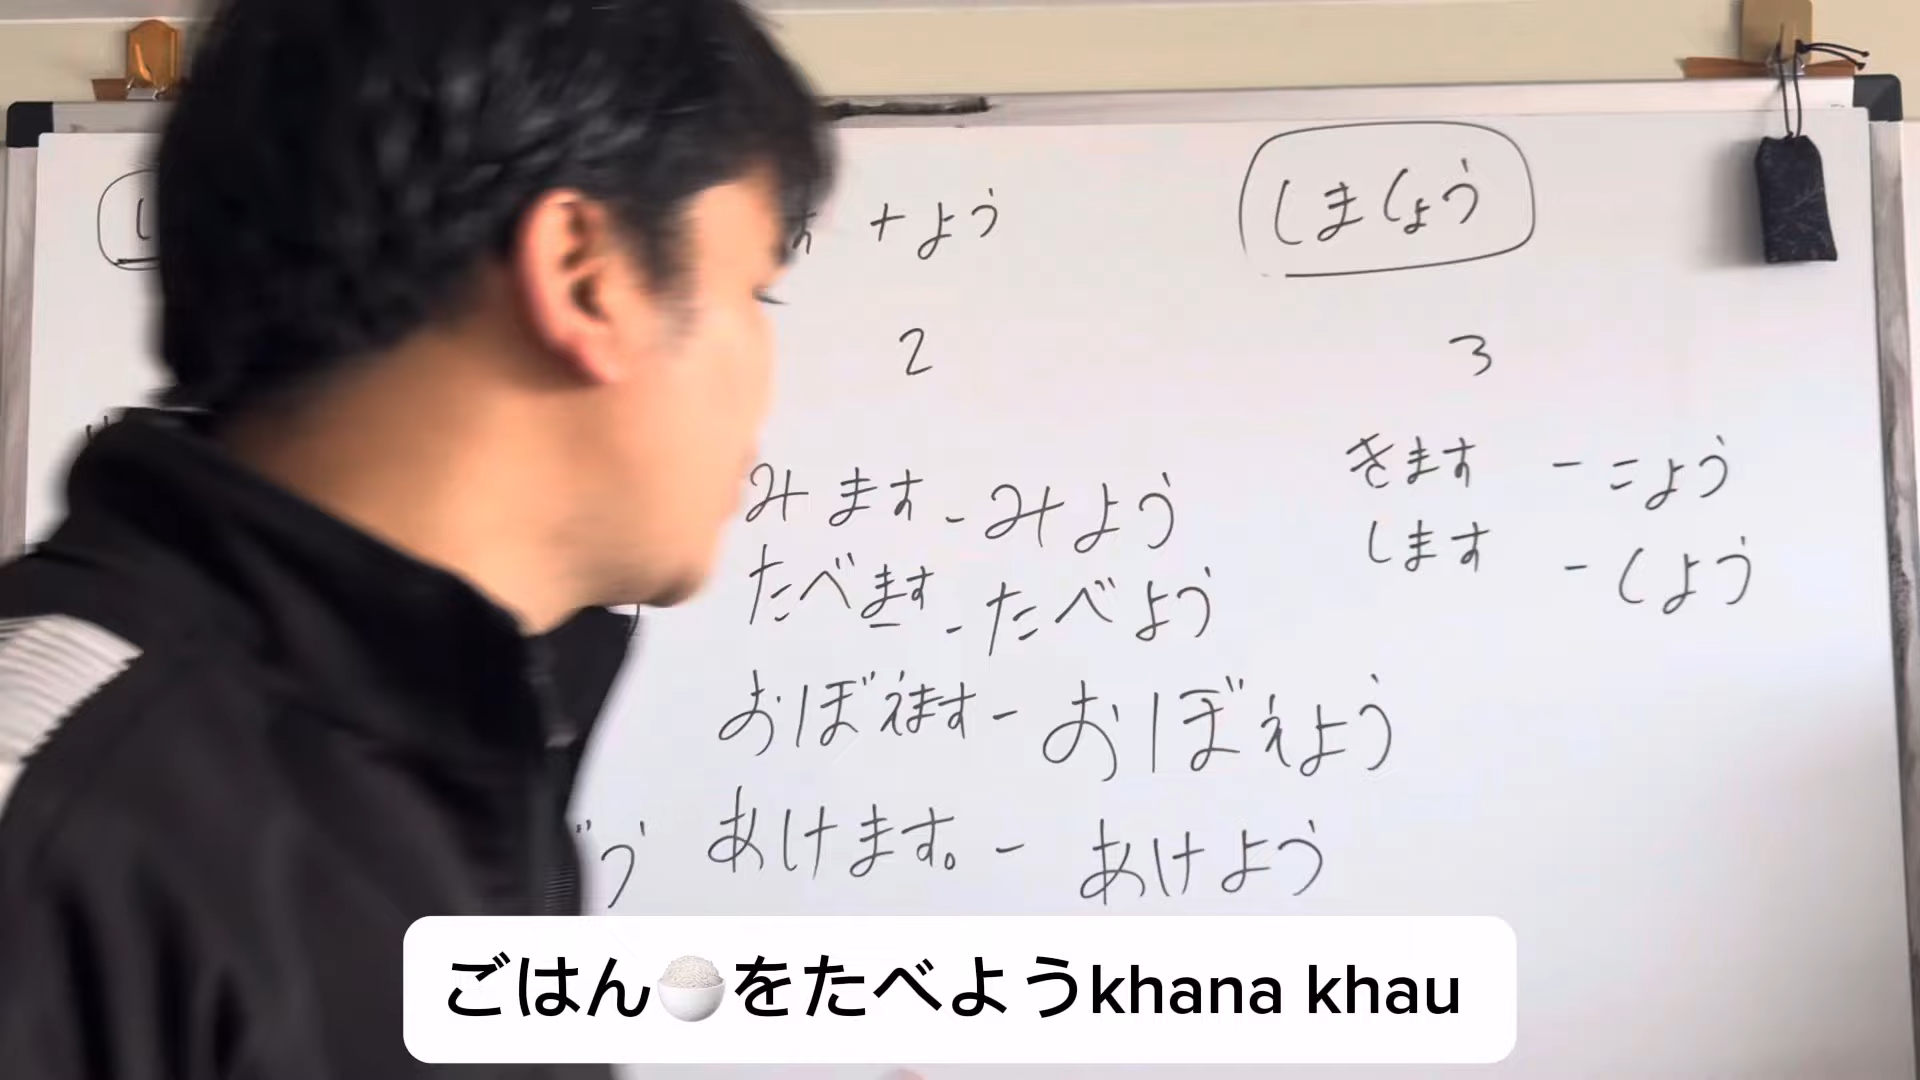 す +よう
しましょう
2
3
みます - みよう
たべます - たべよう
おぼえます - おぼえよう
あけます。 - あけよう
きます - こよう
します - しよう
ごはん🍚をたべようkhana khau